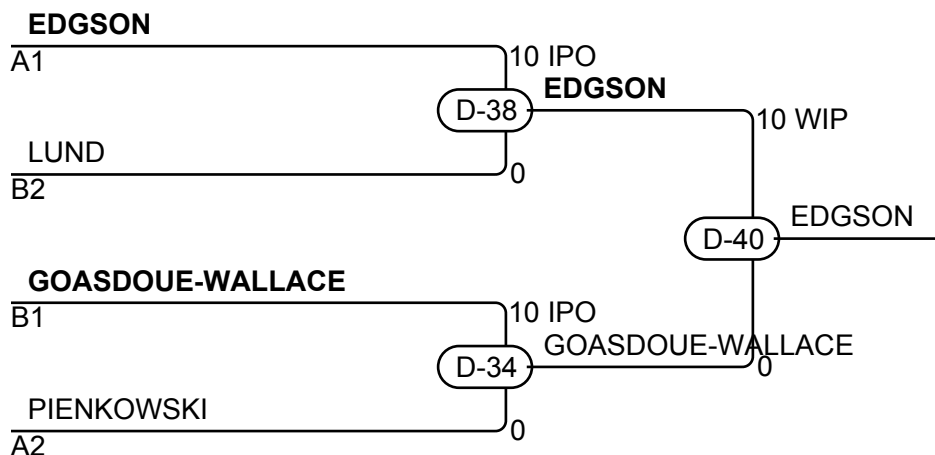 EDGSON
A1
10 IPO
D-38
EDGSON
LUND
B2
0
10 WIP
D-40
EDGSON
GOASDOUE-WALLACE
B1
10 IPO
D-34
GOASDOUE-WALLACE
0
PIENKOWSKI
A2
0